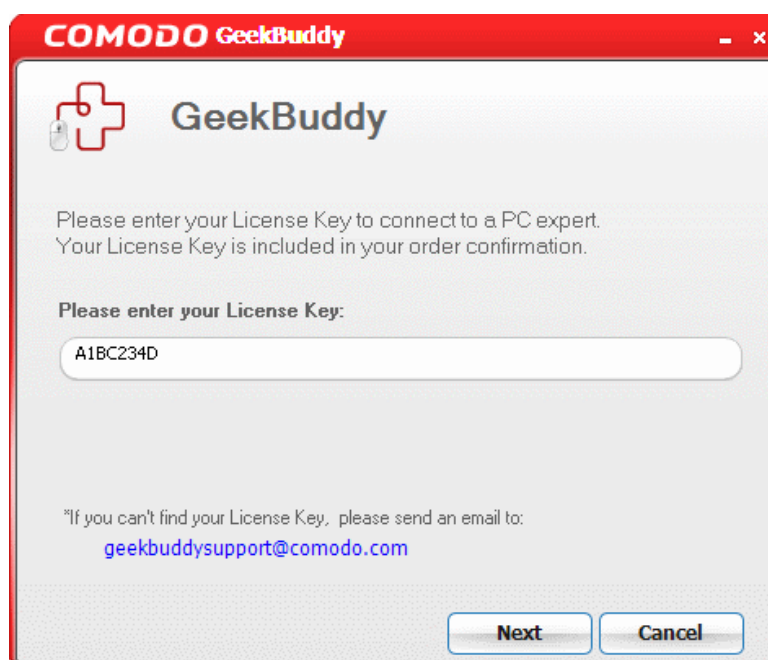 COMODO GeekBuddy
GeekBuddy
Please enter your License Key to connect to a PC expert.
Your License Key is included in your order confirmation.
Please enter your License Key:
A1BC234D
*If you can't find your License Key, please send an email to:
geekbuddysupport@comodo.com
Next Cancel